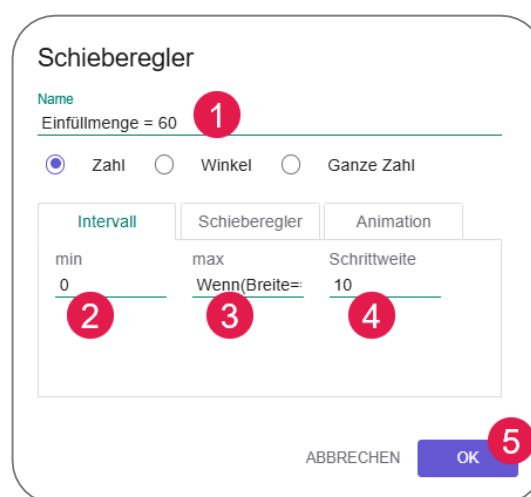 Schieberegler
Name
Einfüllmenge = 60
1
Zahl Winkel Ganze Zahl
Intervall Schieberegler Animation
min max Schrittweite
0 Wenn(Breite= 10
2 3 4
5
ABBRECHEN OK